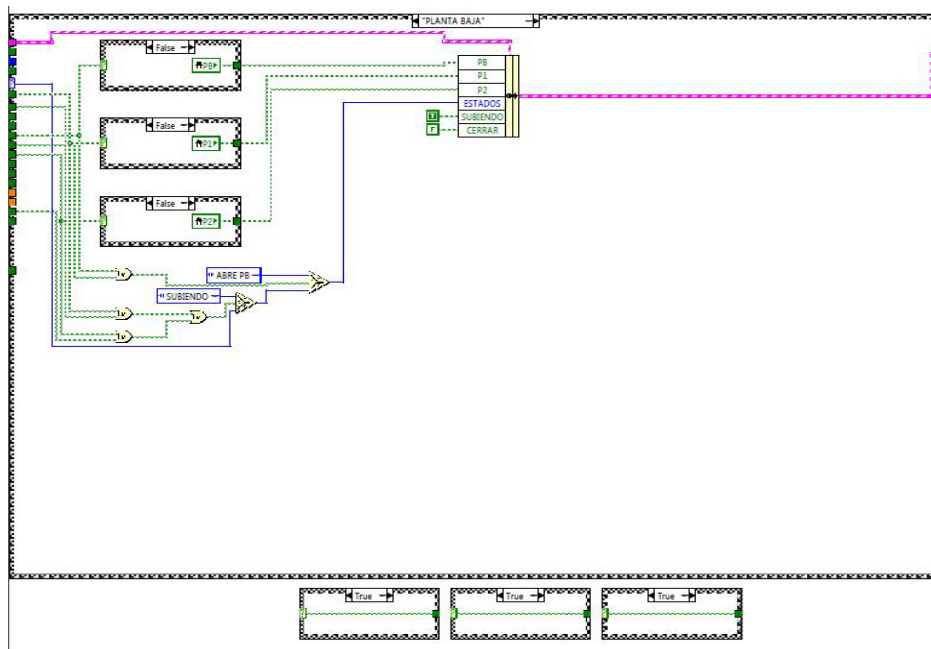 "PLANTA BAJA"
False
PB
PB
P1
P2
ESTADOS
SUBIENDO
CERRAR
T
F
False
P1
False
P2
ABRE PB
SUBIENDO
V
V
V
V
True
True
True